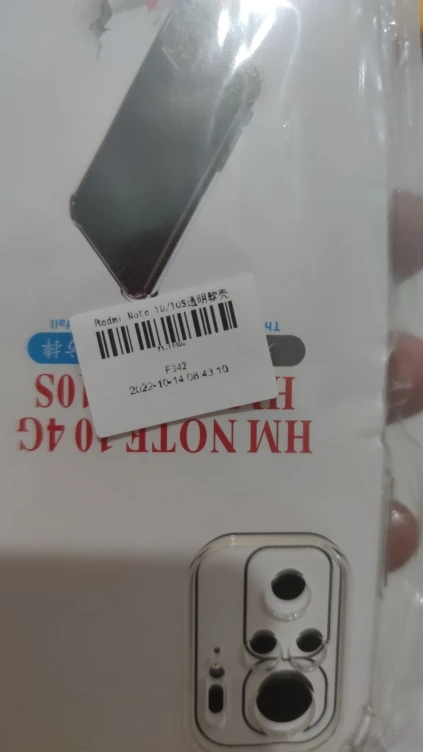 Redmi Note 10/10S透明软壳
F342
2022-10-14 08:43:10
HM NOTE 10 4G
10S